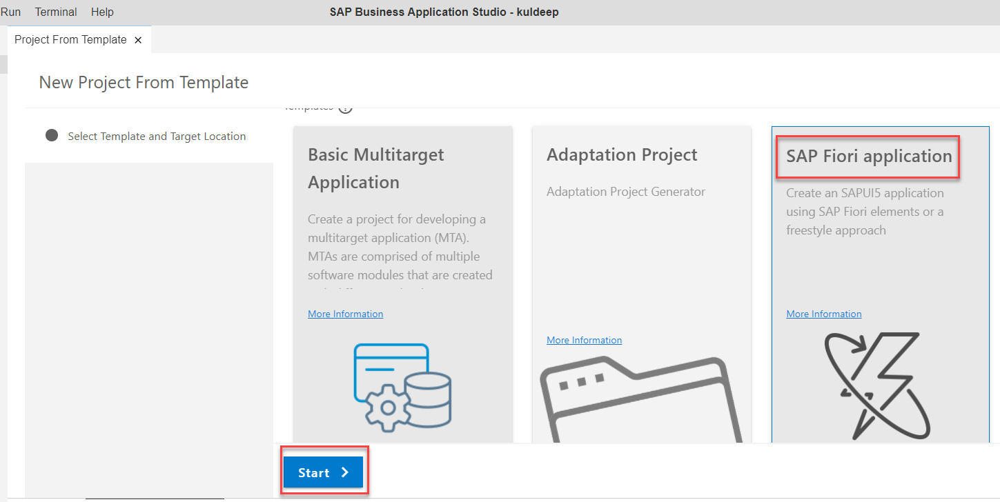 Run Terminal Help SAP Business Application Studio - kuldeep
Project From Template ×
New Project From Template
Templates ?
Select Template and Target Location
Basic Multitarget
Application
Create a project for developing a
multitarget application (MTA).
MTAs are comprised of multiple
software modules that are created
More Information
Adaptation Project
Adaptation Project Generator
More Information
SAP Fiori application
Create an SAPUI5 application
using SAP Fiori elements or a
freestyle approach
More Information
Start